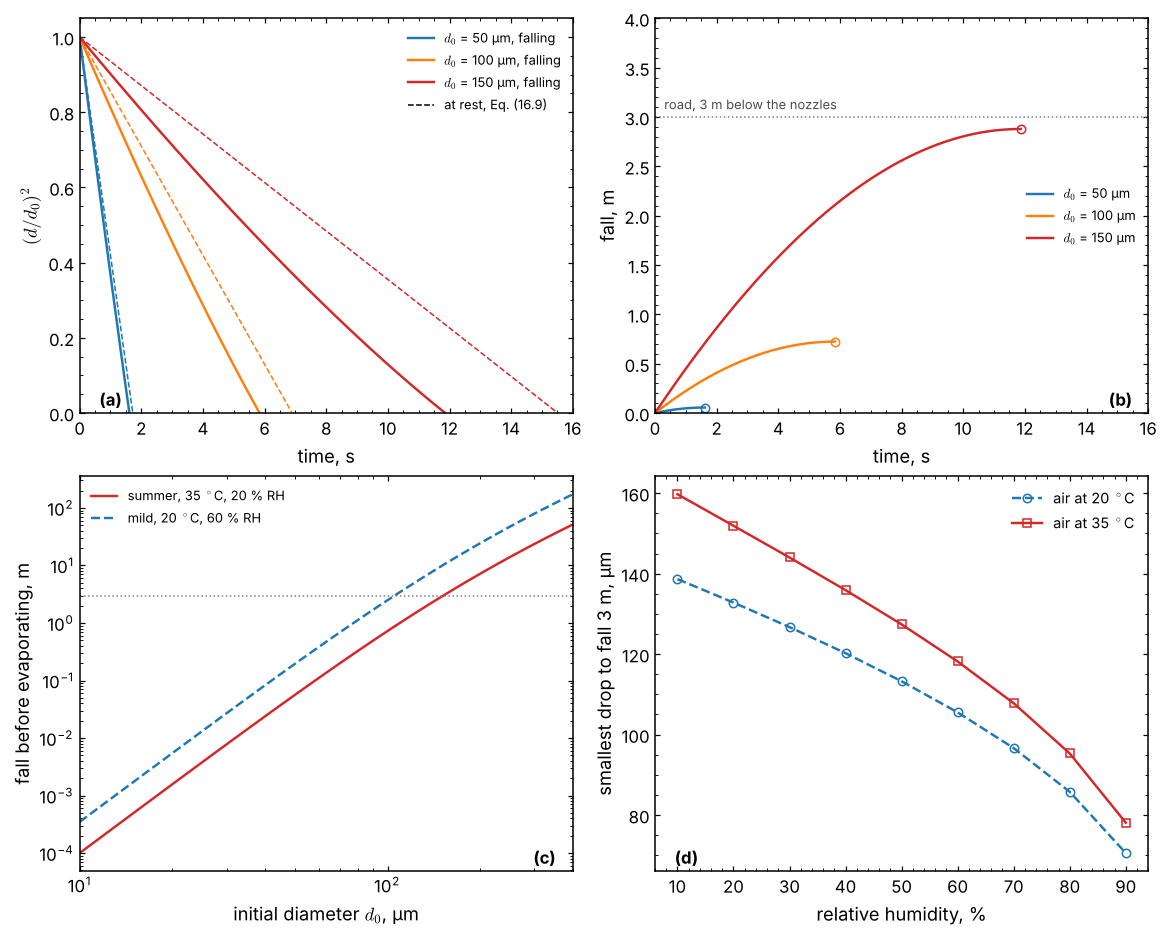 1.0
0.8
0.6
0.4
0.2
0.0
(d/d₀)²
d₀ = 50 µm, falling
d₀ = 100 µm, falling
d₀ = 150 µm, falling
at rest, Eq. (16.9)
(a)
0 2 4 6 8 10 12 14 16
time, s
4.0
3.5
3.0
2.5
2.0
1.5
1.0
0.5
0.0
fall, m
road, 3 m below the nozzles
d₀ = 50 µm
d₀ = 100 µm
d₀ = 150 µm
(b)
0 2 4 6 8 10 12 14 16
time, s
10²
10¹
10⁰
10⁻¹
10⁻²
10⁻³
10⁻⁴
fall before evaporating, m
summer, 35 °C, 20 % RH
mild, 20 °C, 60 % RH
(c)
10¹ 10²
initial diameter d₀, µm
160
140
120
100
80
smallest drop to fall 3 m, µm
air at 20 °C
air at 35 °C
(d)
10 20 30 40 50 60 70 80 90
relative humidity, %